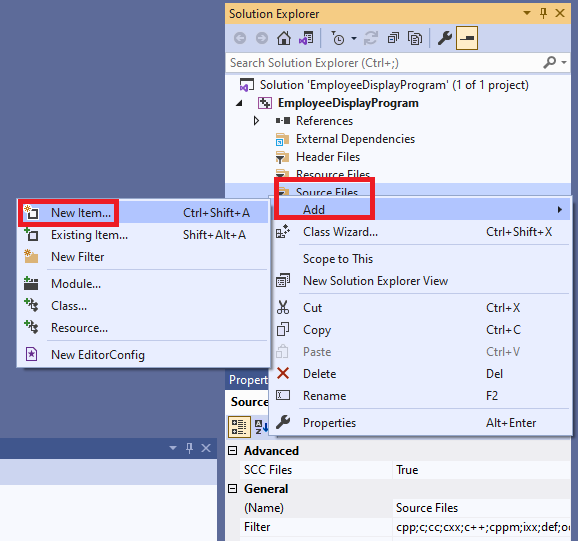 Solution Explorer
Search Solution Explorer (Ctrl+;)
Solution 'EmployeeDisplayProgram' (1 of 1 project)
EmployeeDisplayProgram
References
External Dependencies
Header Files
Resource Files
Source Files
New Item... Ctrl+Shift+A
Existing Item... Shift+Alt+A
New Filter
Module...
Class...
Resource...
New EditorConfig
Add
Class Wizard... Ctrl+Shift+X
Scope to This
New Solution Explorer View
Cut Ctrl+X
Copy Ctrl+C
Paste Ctrl+V
Delete Del
Rename F2
Properties Alt+Enter
Propert
Sourc
Advanced
SCC Files True
General
(Name) Source Files
Filter cpp;c;cc;cxx;c++;cppm;ixx;def;o